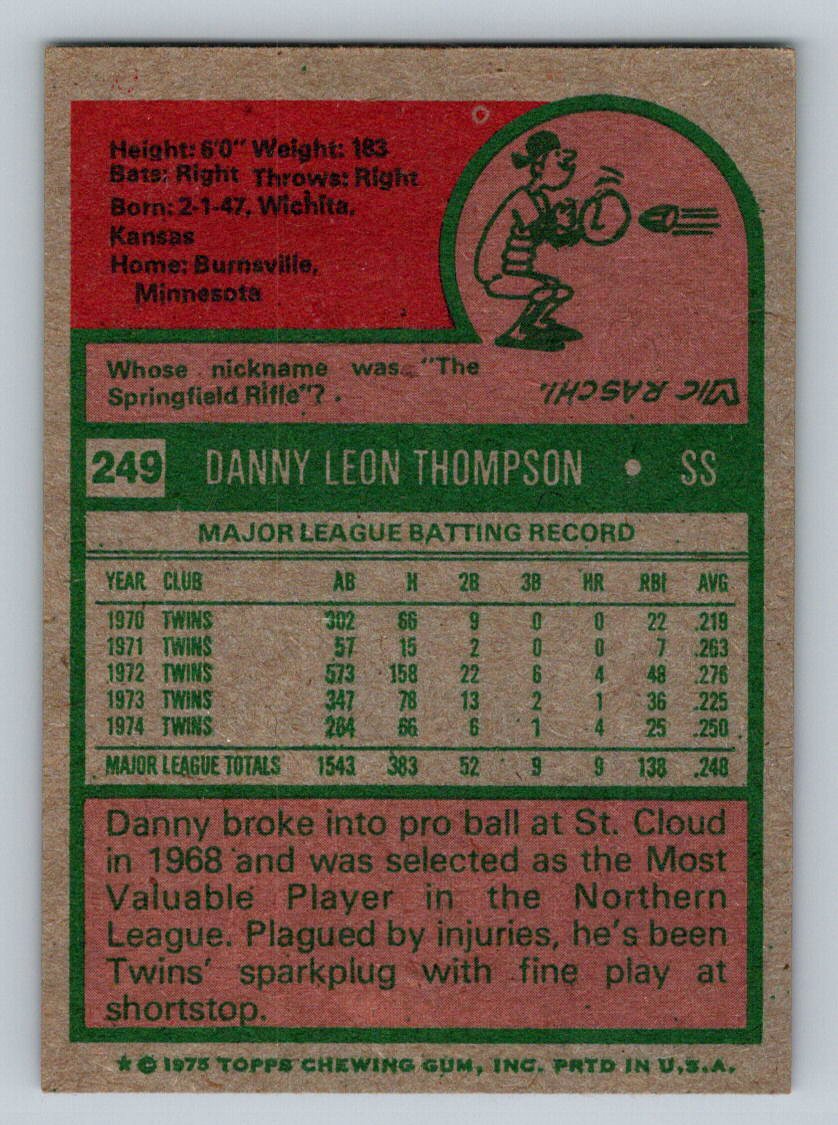 Height: 6'0" Weight: 183
Bats: Right Throws: Right
Born: 2-1-47, Wichita,
Kansas
Home: Burnsville,
Minnesota
Whose nickname was "The
Springfield Rifle"?
VIC RASCHI.
249 DANNY LEON THOMPSON • SS
MAJOR LEAGUE BATTING RECORD
YEAR CLUB AB H 2B 3B HR RBI AVG
1970 TWINS 302 66 9 0 0 22 .219
1971 TWINS 57 15 2 0 0 7 .263
1972 TWINS 573 158 22 6 4 48 .276
1973 TWINS 347 78 13 2 1 36 .225
1974 TWINS 264 66 6 1 4 25 .250
MAJOR LEAGUE TOTALS 1543 383 52 9 9 138 .248
Danny broke into pro ball at St. Cloud
in 1968 and was selected as the Most
Valuable Player in the Northern
League. Plagued by injuries, he's been
Twins' sparkplug with fine play at
shortstop.
★ © 1975 TOPPS CHEWING GUM, INC. PRTD IN U.S.A.